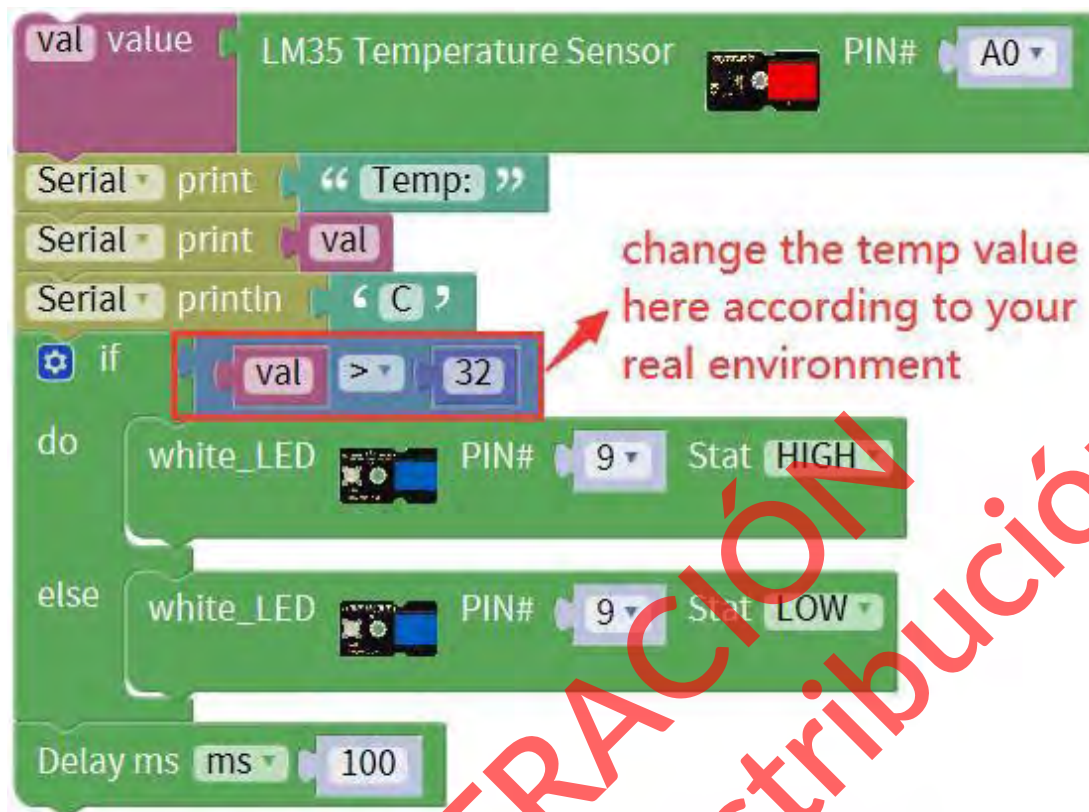 val value LM35 Temperature Sensor PIN# A0
Serial print “ Temp: ”
Serial print val
Serial println ‘ C ’
change the temp value
here according to your
real environment
if val > 32
do white_LED PIN# 9 Stat HIGH
else white_LED PIN# 9 Stat LOW
Delay ms ms 100
RACIÓN
stribució